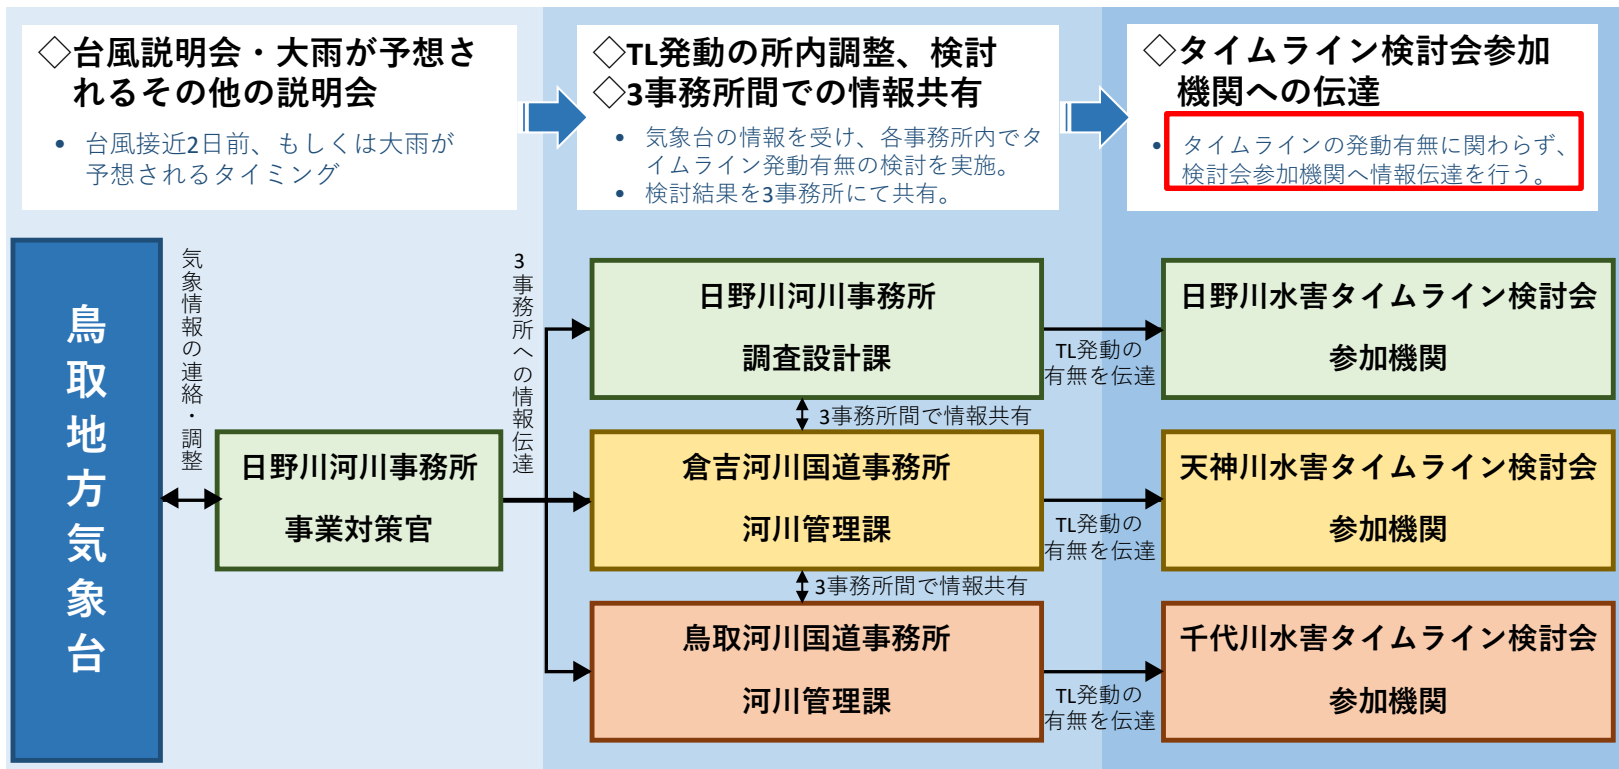 ◇台風説明会・大雨が予想さ
れるその他の説明会
• 台風接近2日前、もしくは大雨が
予想されるタイミング
◇TL発動の所内調整、検討
◇3事務所間での情報共有
• 気象台の情報を受け、各事務所内でタ
イムライン発動有無の検討を実施。
• 検討結果を3事務所にて共有。
◇タイムライン検討会参加
機関への伝達
• タイムラインの発動有無に関わらず、
検討会参加機関へ情報伝達を行う。
鳥取地方気象台
気象情報の連絡・調整
日野川河川事務所
事業対策官
3事務所への情報伝達
日野川河川事務所
調査設計課
TL発動の
有無を伝達
日野川水害タイムライン検討会
参加機関
3事務所間で情報共有
倉吉河川国道事務所
河川管理課
TL発動の
有無を伝達
天神川水害タイムライン検討会
参加機関
3事務所間で情報共有
鳥取河川国道事務所
河川管理課
TL発動の
有無を伝達
千代川水害タイムライン検討会
参加機関